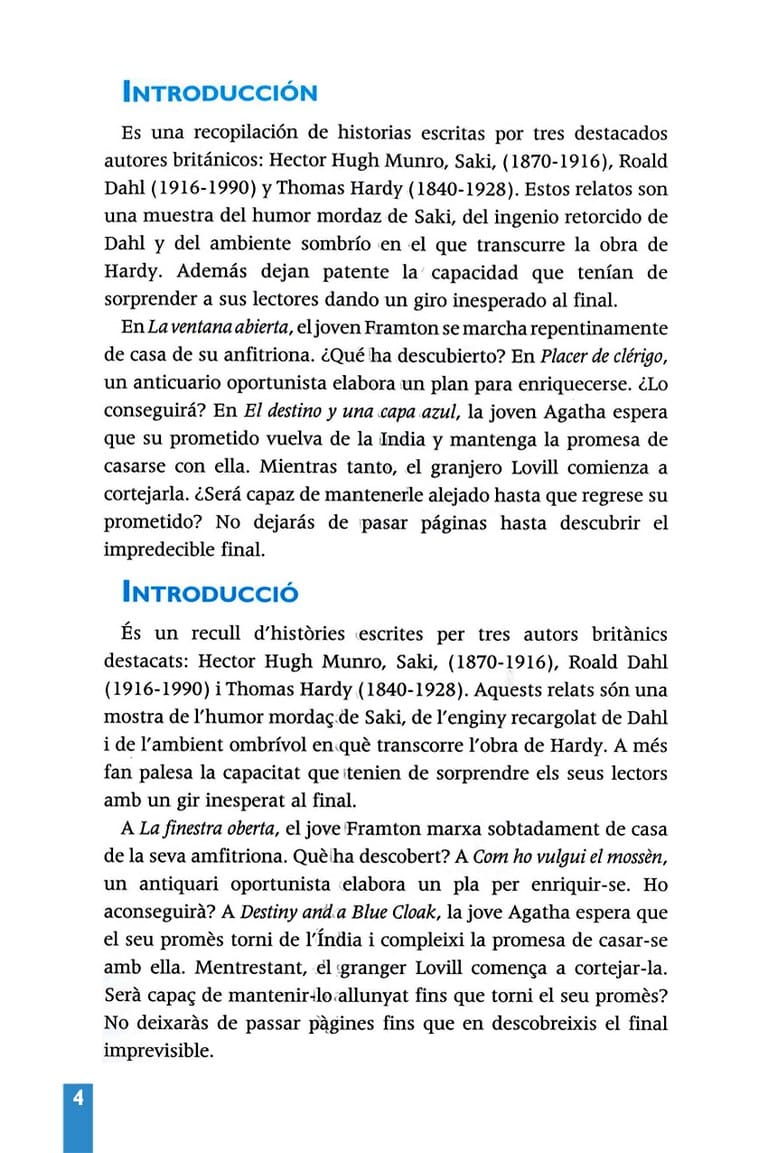 INTRODUCCIÓN
Es una recopilación de historias escritas por tres destacados
autores británicos: Hector Hugh Munro, Saki, (1870-1916), Roald
Dahl (1916-1990) y Thomas Hardy (1840-1928). Estos relatos son
una muestra del humor mordaz de Saki, del ingenio retorcido de
Dahl y del ambiente sombrío en el que transcurre la obra de
Hardy. Además dejan patente la capacidad que tenían de
sorprender a sus lectores dando un giro inesperado al final.
En La ventana abierta, el joven Framton se marcha repentinamente
de casa de su anfitriona. ¿Qué ha descubierto? En Placer de clérigo,
un anticuario oportunista elabora un plan para enriquecerse. ¿Lo
conseguirá? En El destino y una capa azul, la joven Agatha espera
que su prometido vuelva de la India y mantenga la promesa de
casarse con ella. Mientras tanto, el granjero Lovill comienza a
cortejarla. ¿Será capaz de mantenerle alejado hasta que regrese su
prometido? No dejarás de pasar páginas hasta descubrir el
impredecible final.
INTRODUCCIÓ
És un recull d'històries escrites per tres autors britànics
destacats: Hector Hugh Munro, Saki, (1870-1916), Roald Dahl
(1916-1990) i Thomas Hardy (1840-1928). Aquests relats són una
mostra de l'humor mordaç de Saki, de l'enginy recargolat de Dahl
i de l'ambient ombrívol en què transcorre l'obra de Hardy. A més
fan palesa la capacitat que tenien de sorprendre els seus lectors
amb un gir inesperat al final.
A La finestra oberta, el jove Framton marxa sobtadament de casa
de la seva amfitriona. Què ha descobert? A Com ho vulgui el mossèn,
un antiquari oportunista elabora un pla per enriquir-se. Ho
aconseguirà? A Destiny and a Blue Cloak, la jove Agatha espera que
el seu promès torni de l'Índia i compleixi la promesa de casar-se
amb ella. Mentrestant, el granger Lovill comença a cortejar-la.
Serà capaç de mantenir-lo allunyat fins que torni el seu promès?
No deixaràs de passar pàgines fins que en descobreixis el final
imprevisible.
4